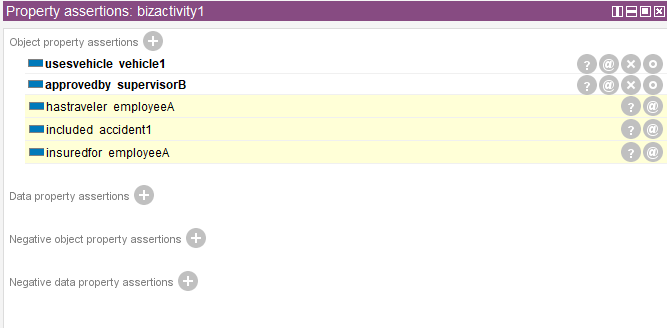 Property assertions: bizactivity1
Object property assertions
usesvehicle vehicle1
approvedby supervisorB
hastraveler employeeA
included accident1
insuredfor employeeA
Data property assertions
Negative object property assertions
Negative data property assertions